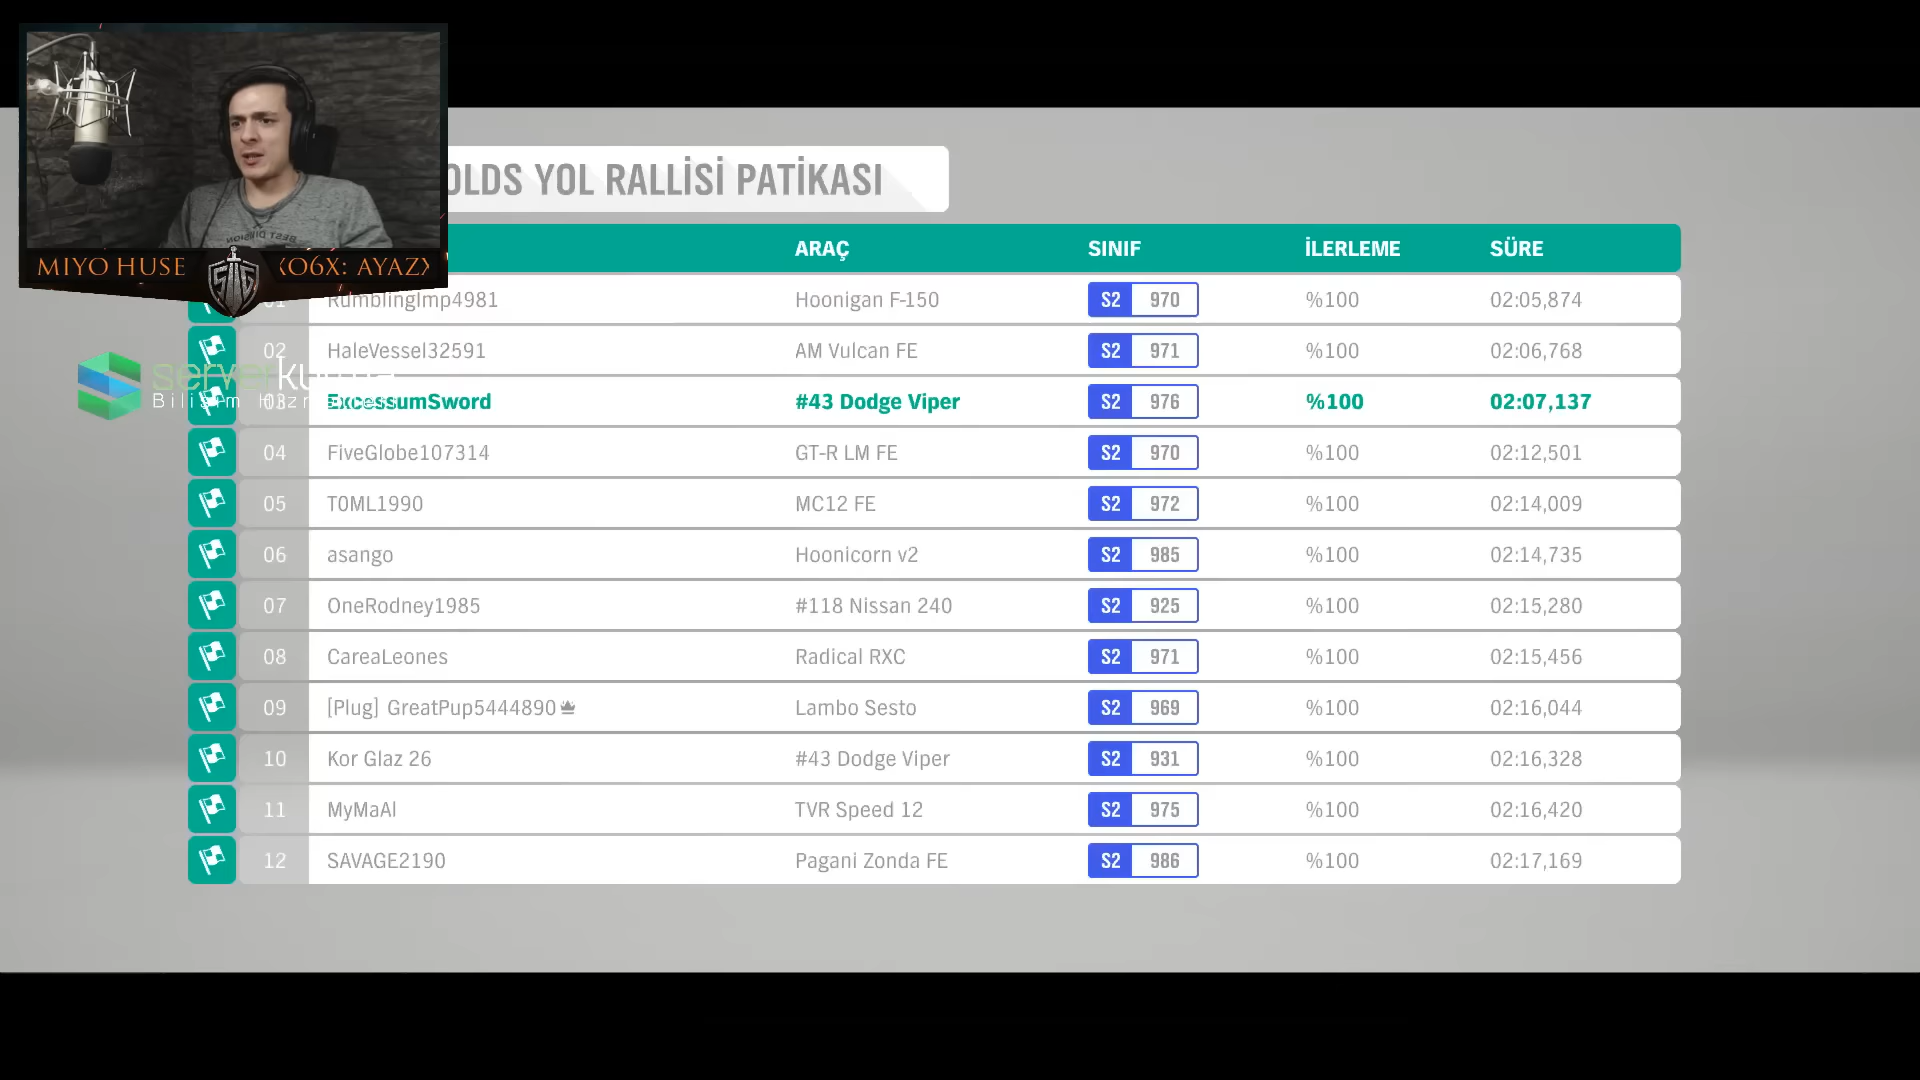 OLDS YOL RALLİSİ PATİKASI
MIYO HUSE
KO6X: AYAZX
ARAÇ SINIF İLERLEME SÜRE
RumblingImp4981 Hoonigan F-150 S2 970 %100 02:05,874
02 HaleVessel32591 AM Vulcan FE S2 971 %100 02:06,768
Bilişim
#43 Dodge Viper S2 976 %100 02:07,137
04 FiveGlobe107314 GT-R LM FE S2 970 %100 02:12,501
05 T0ML1990 MC12 FE S2 972 %100 02:14,009
06 asango Hoonicorn v2 S2 985 %100 02:14,735
07 OneRodney1985 #118 Nissan 240 S2 925 %100 02:15,280
08 CareaLeones Radical RXC S2 971 %100 02:15,456
09 [Plug] GreatPup5444890 Lambo Sesto S2 969 %100 02:16,044
10 Kor Glaz 26 #43 Dodge Viper S2 931 %100 02:16,328
11 MyMaAl TVR Speed 12 S2 975 %100 02:16,420
12 SAVAGE2190 Pagani Zonda FE S2 986 %100 02:17,169